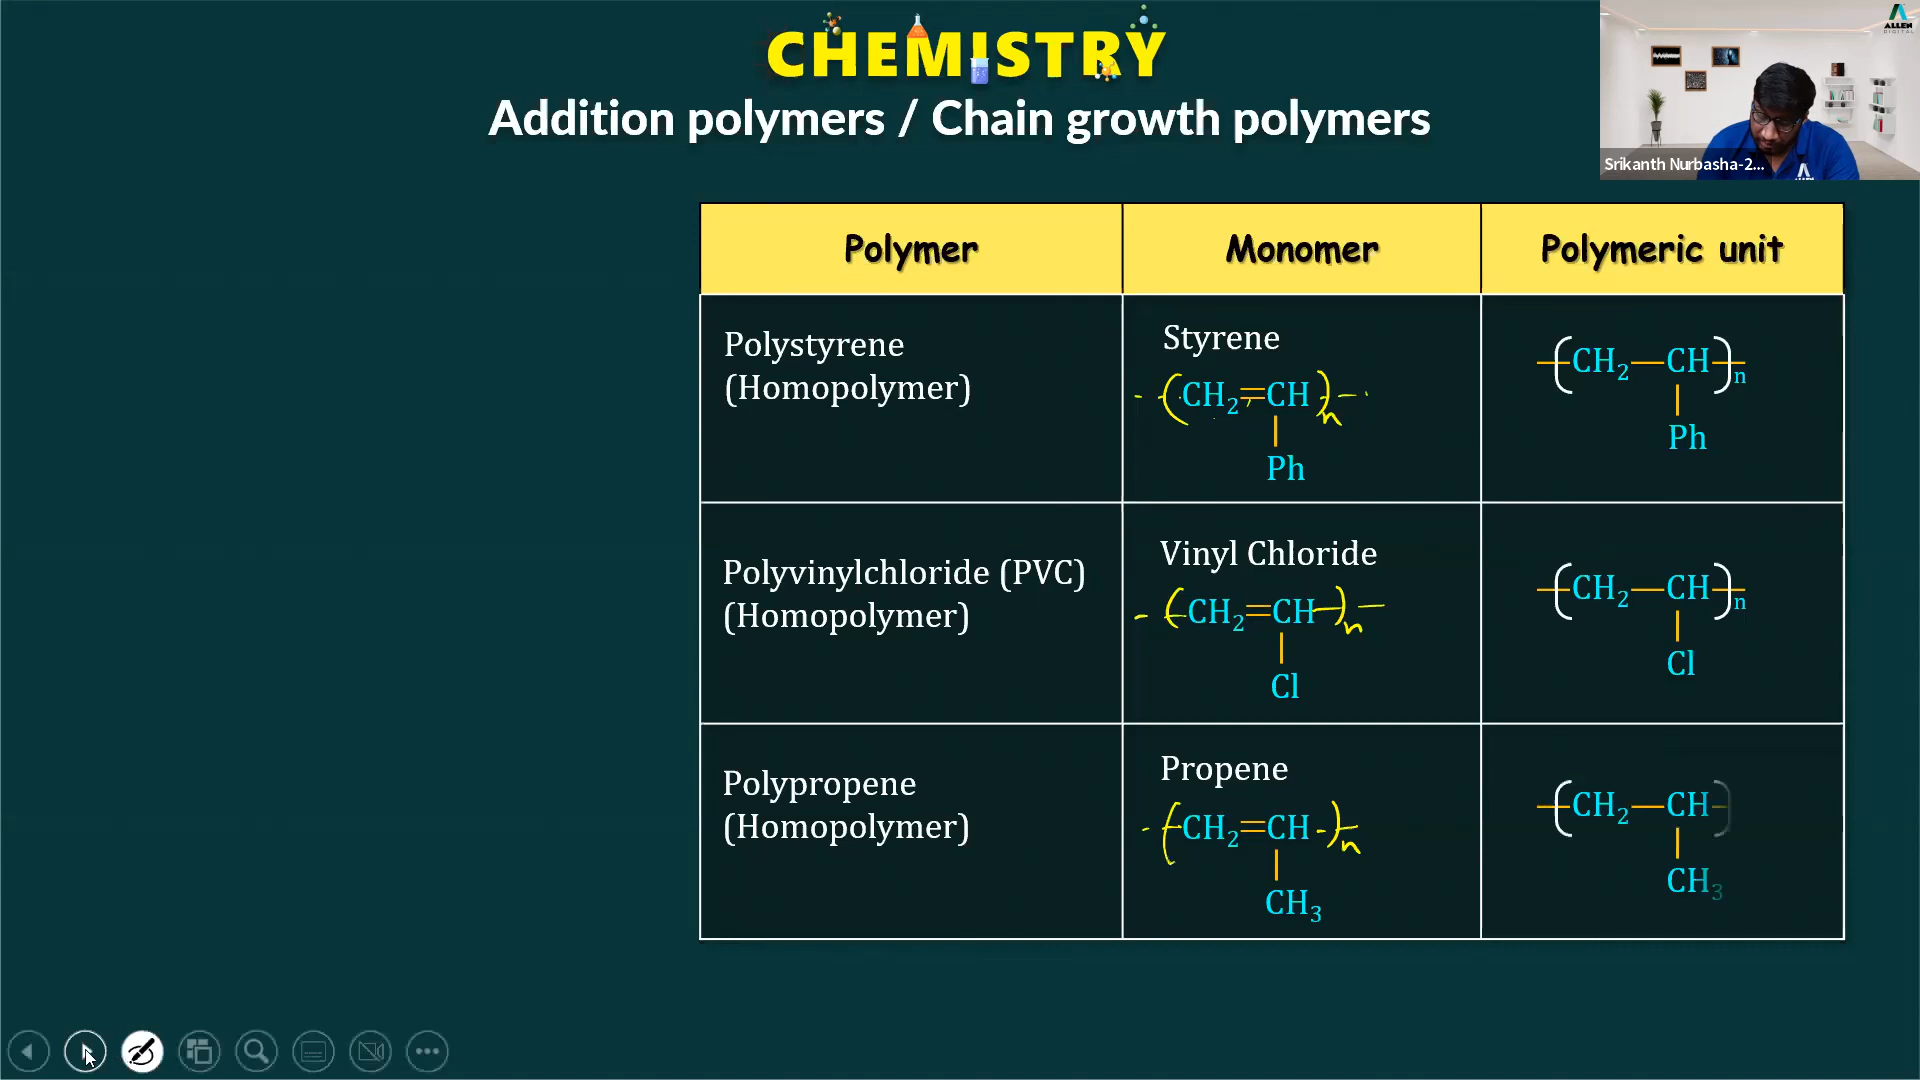 CHEMISTRY
Addition polymers / Chain growth polymers
ALLEN
DIGITAL
Srikanth Nurbasha-2...
Polymer
Monomer
Polymeric unit
Polystyrene
(Homopolymer)
Styrene
-(CH₂=CH)n-
Ph
-(CH₂—CH)n-
Ph
Polyvinylchloride (PVC)
(Homopolymer)
Vinyl Chloride
-(CH₂=CH-)n-
Cl
-(CH₂—CH)n-
Cl
Polypropene
(Homopolymer)
Propene
-(CH₂=CH-)n
CH₃
-(CH₂—CH-)
CH₃